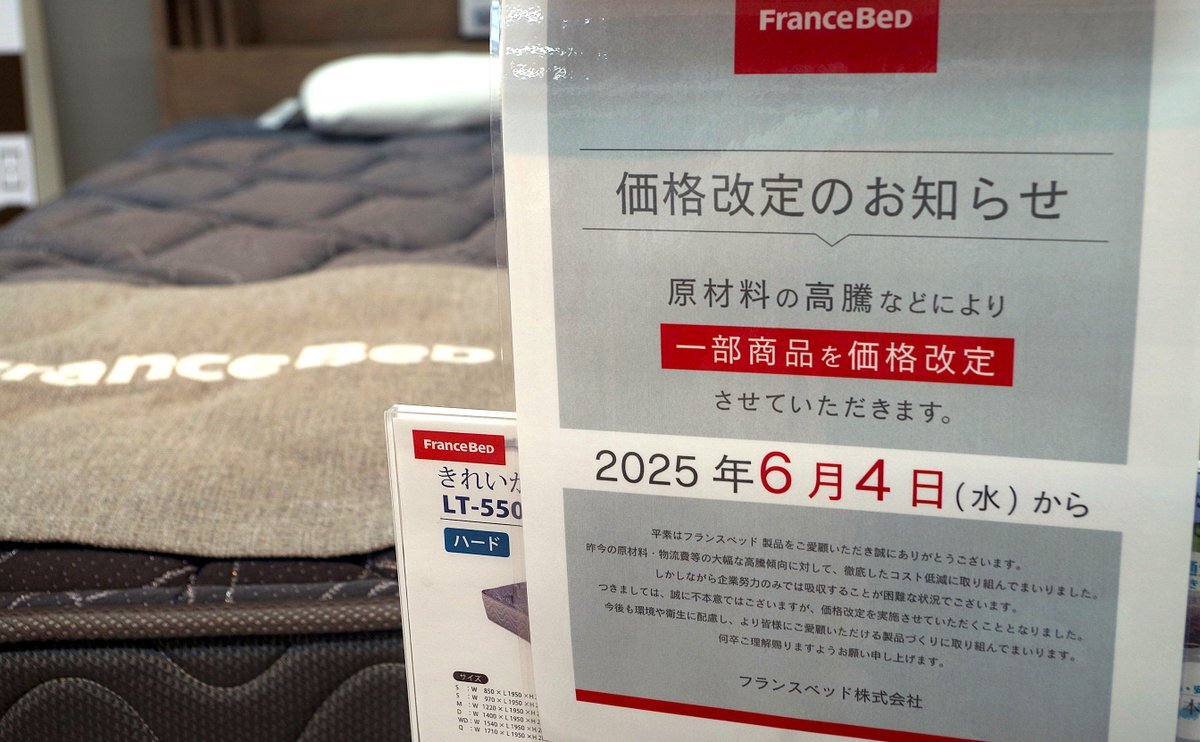 FranceBed
価格改定のお知らせ
原材料の高騰などにより
一部商品を価格改定
させていただきます。
2025年6月4日(水)から
平素はフランスベッド 製品をご愛顧いただき誠にありがとうございます。
昨今の原材料・物流費等の大幅な高騰傾向に対して、徹底したコスト低減に取り組んでまいりました。
しかしながら企業努力のみでは吸収することが困難な状況でございます。
つきましては、誠に不本意ではございますが、価格改定を実施させていただくこととなりました。
今後も環境や衛生に配慮し、より皆様にご愛顧いただける製品づくりに取り組んでまいります。
何卒ご理解賜りますようお願い申し上げます。
フランスベッド株式会社
FranceBed
FranceBed
きれいが
LT-550
ハード
サイズ
S : W 850 × L 1950 × H
S : W 970 × L 1950 × H
M : W 1220 × L 1950 × H
D : W 1400 × L 1950 × H
WD : W 1540 × L 1950 × H
Q : W 1710 × L 1950 × H